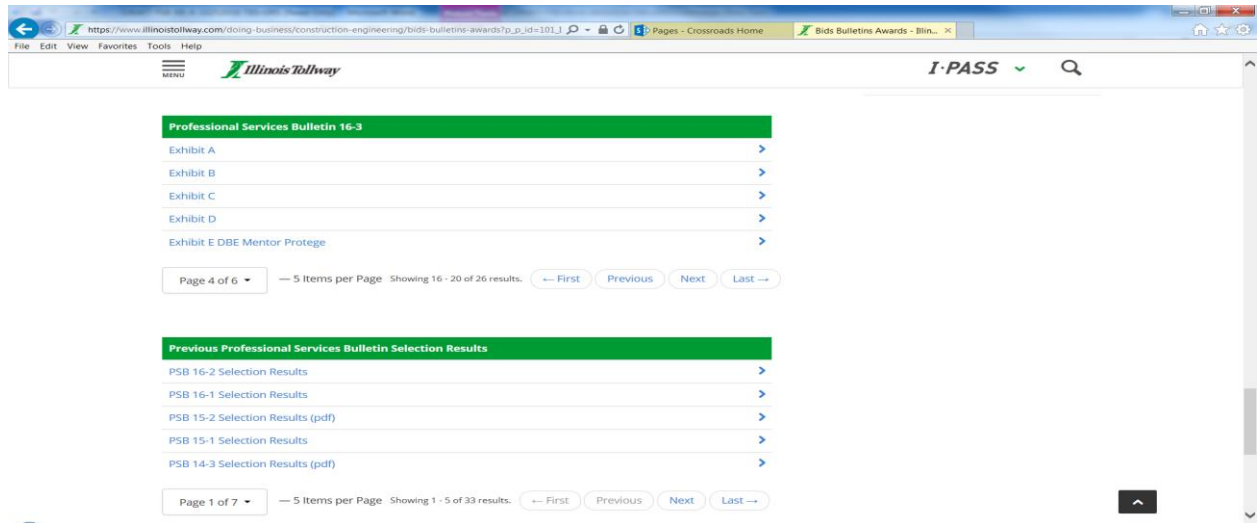 https://www.illinoistollway.com/doing-business/construction-engineering/bids-bulletins-awards?p_p_id=101_I
Pages - Crossroads Home
Bids Bulletins Awards - Illin...
File Edit View Favorites Tools Help
MENU
Illinois Tollway
I·PASS
Professional Services Bulletin 16-3
Exhibit A
Exhibit B
Exhibit C
Exhibit D
Exhibit E DBE Mentor Protege
Page 4 of 6 — 5 Items per Page Showing 16 - 20 of 26 results. ← First Previous Next Last →
Previous Professional Services Bulletin Selection Results
PSB 16-2 Selection Results
PSB 16-1 Selection Results
PSB 15-2 Selection Results (pdf)
PSB 15-1 Selection Results
PSB 14-3 Selection Results (pdf)
Page 1 of 7 — 5 Items per Page Showing 1 - 5 of 33 results. ← First Previous Next Last →